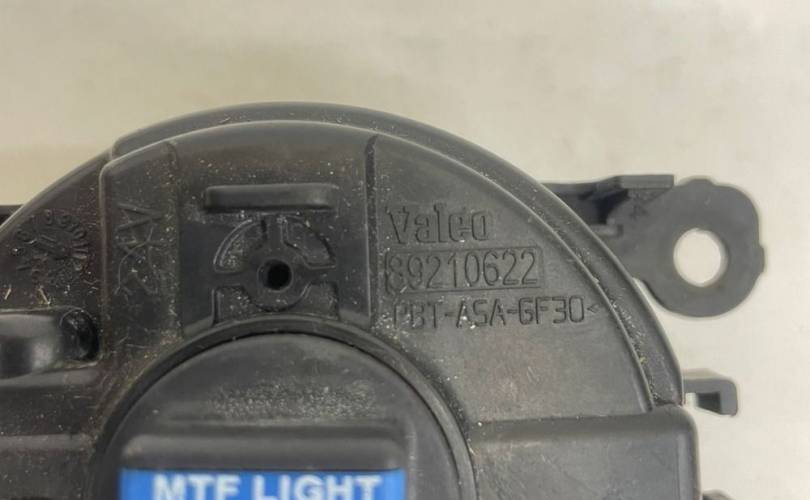 Valeo
89210622
>PBT-ASA-GF30<
MTF LIGHT